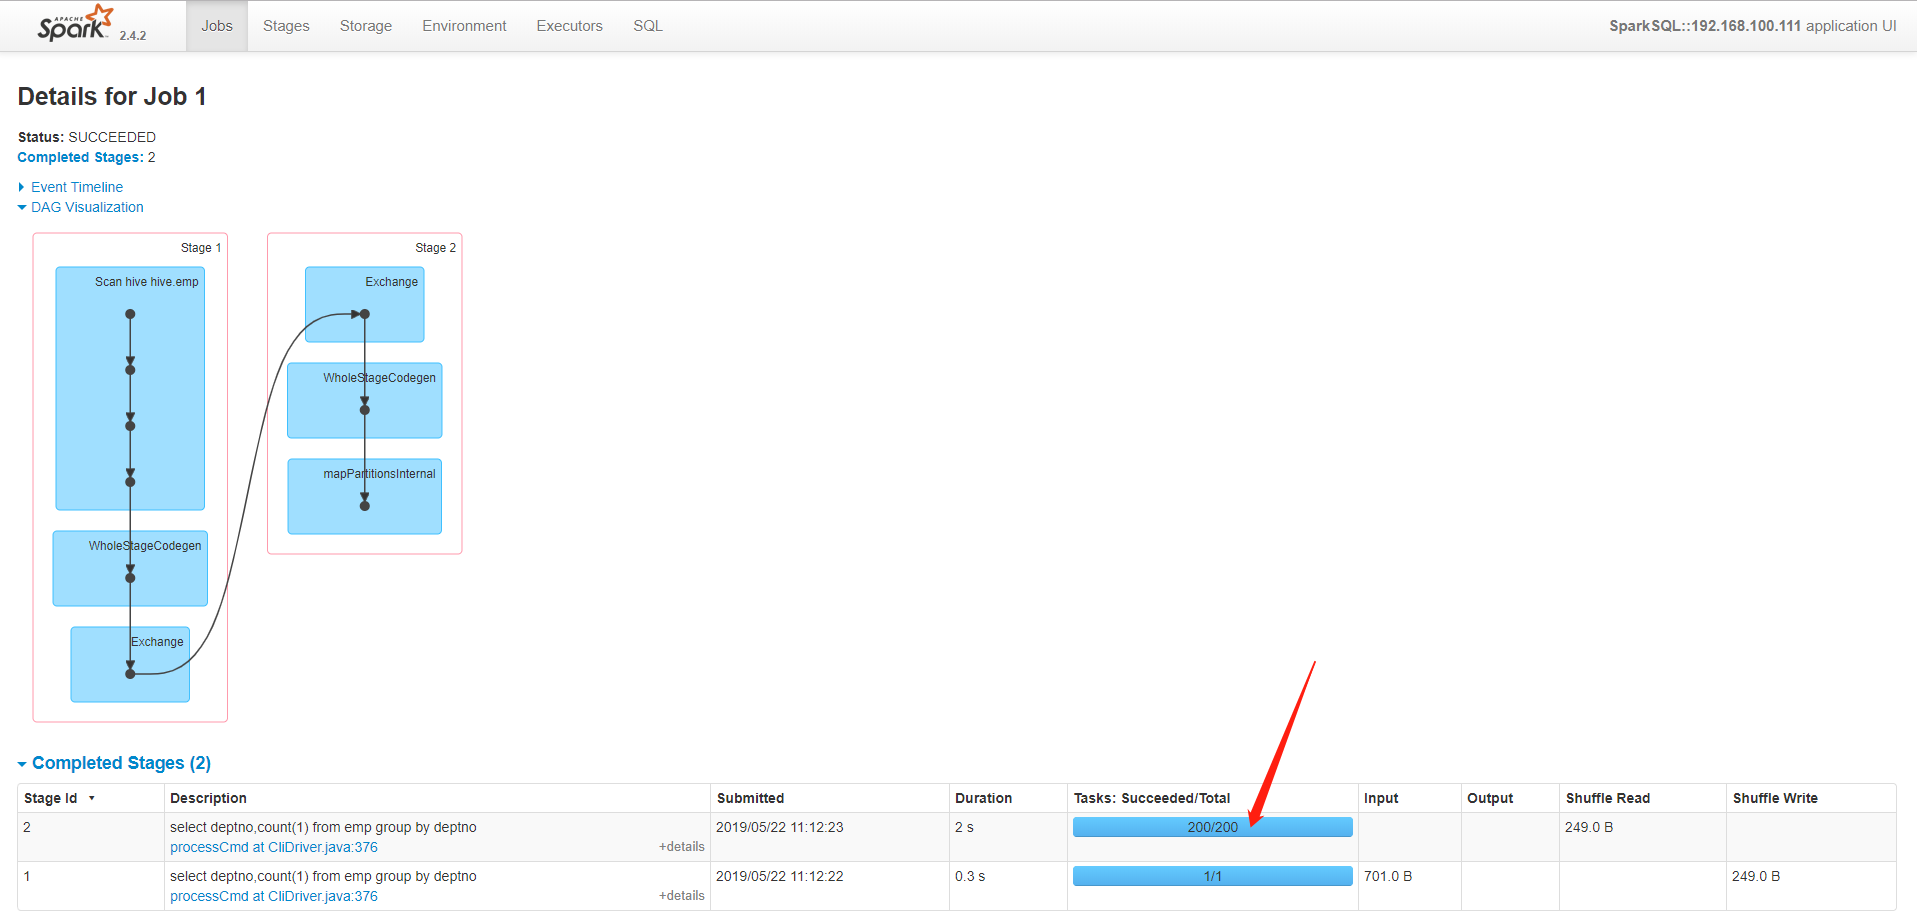 APACHE
Spark 2.4.2
Jobs
Stages
Storage
Environment
Executors
SQL
SparkSQL::192.168.100.111 application UI
Details for Job 1
Status: SUCCEEDED
Completed Stages: 2
Event Timeline
DAG Visualization
Stage 1
Scan hive hive.emp
WholeStageCodegen
Exchange
Stage 2
Exchange
WholeStageCodegen
mapPartitionsInternal
Completed Stages (2)
Stage Id Description Submitted Duration Tasks: Succeeded/Total Input Output Shuffle Read Shuffle Write
2 select deptno,count(1) from emp group by deptno 2019/05/22 11:12:23 2 s 200/200 249.0 B
processCmd at CliDriver.java:376 +details
1 select deptno,count(1) from emp group by deptno 2019/05/22 11:12:22 0.3 s 1/1 701.0 B 249.0 B
processCmd at CliDriver.java:376 +details